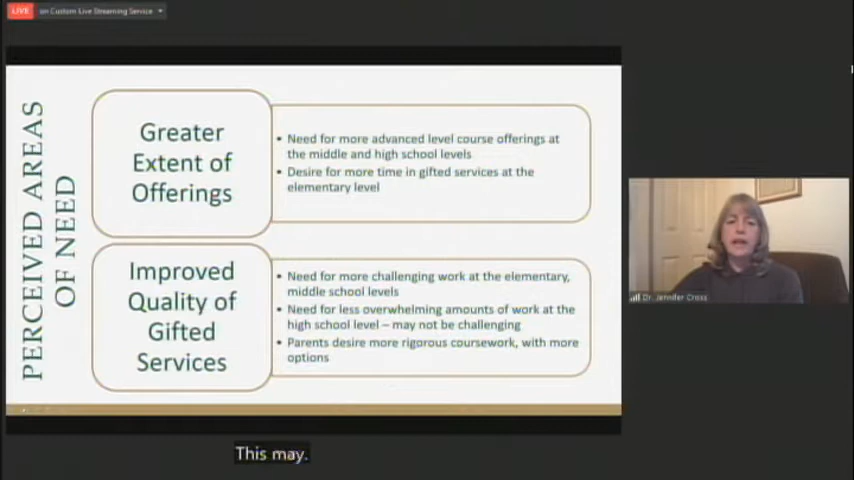 LIVE on Custom Live Streaming Service
PERCEIVED AREAS
OF NEED
Greater
Extent of
Offerings
• Need for more advanced level course offerings at
the middle and high school levels
• Desire for more time in gifted services at the
elementary level
Improved
Quality of
Gifted
Services
• Need for more challenging work at the elementary,
middle school levels
• Need for less overwhelming amounts of work at the
high school level – may not be challenging
• Parents desire more rigorous coursework, with more
options
Dr. Jennifer Cross
This may.